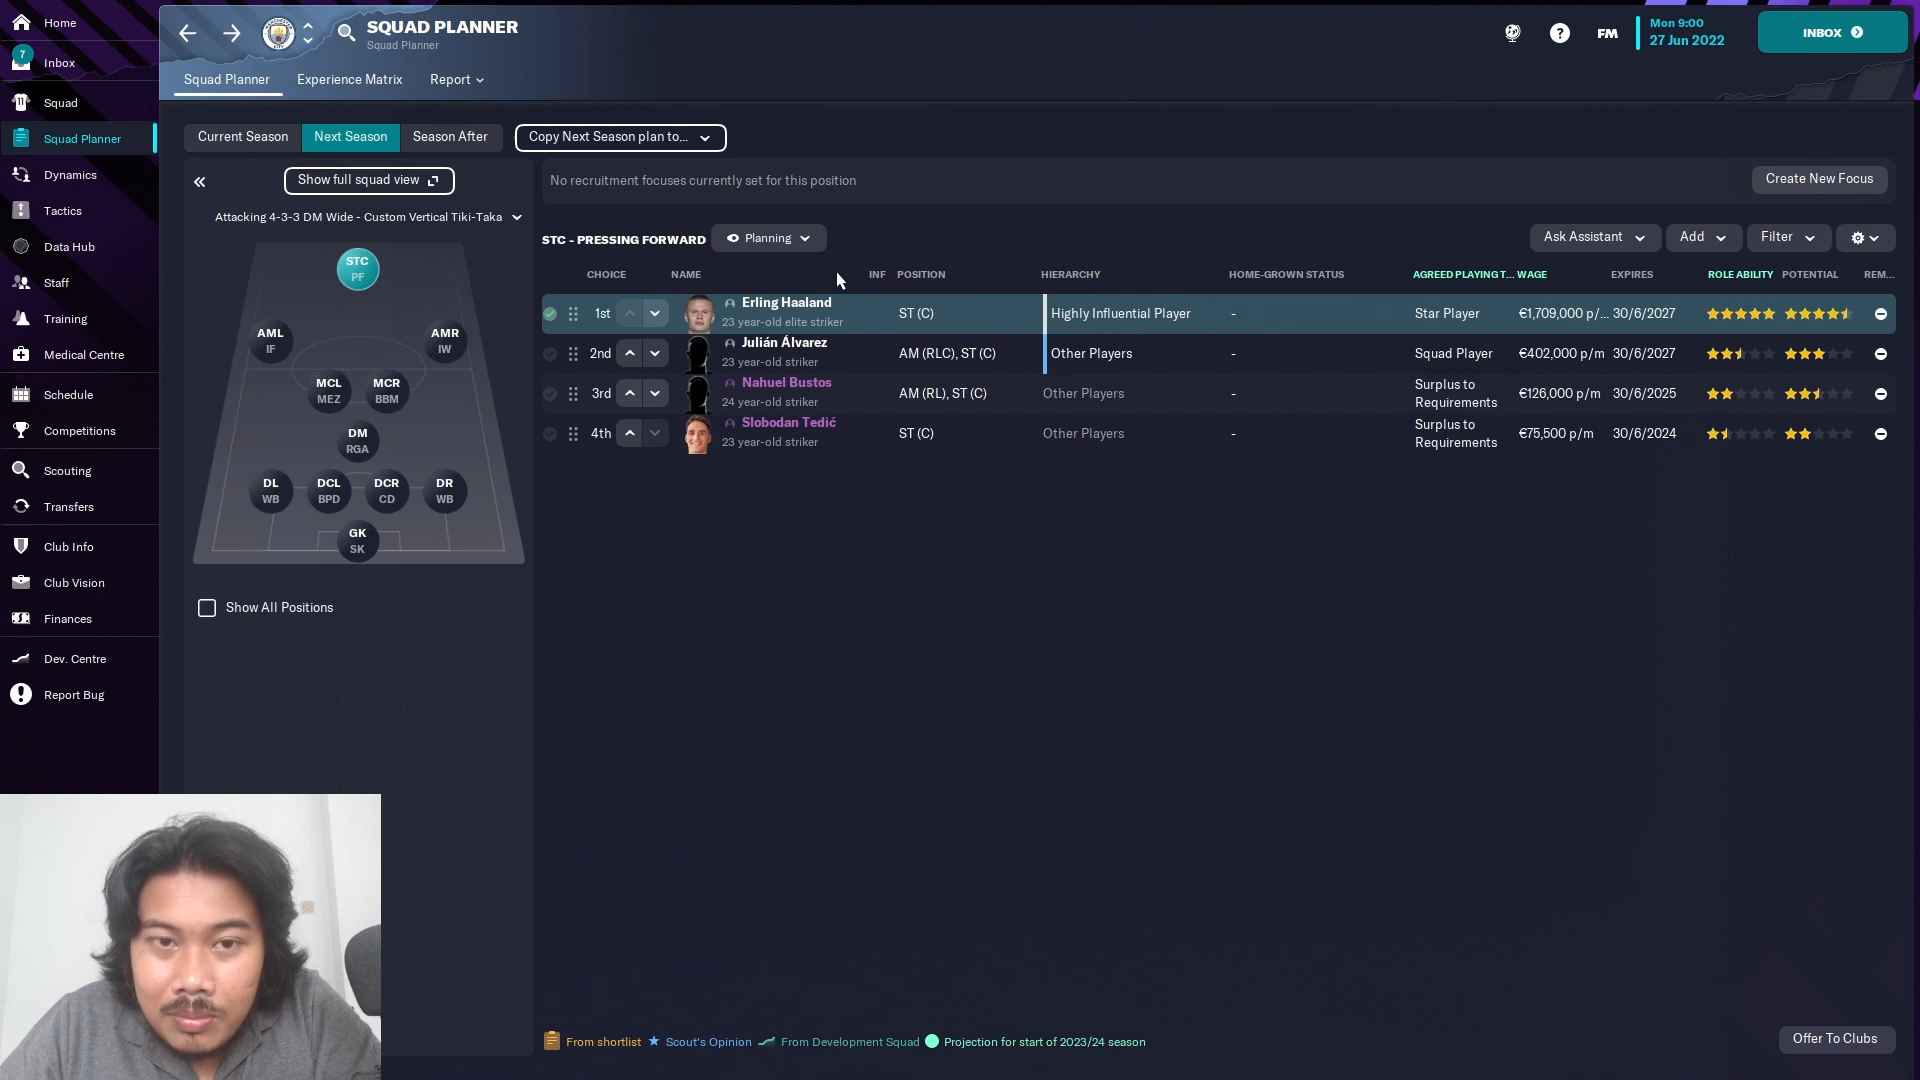 Home
7
Inbox
Squad
Squad Planner
Dynamics
Tactics
Data Hub
Staff
Training
Medical Centre
Schedule
Competitions
Scouting
Transfers
Club Info
Club Vision
Finances
Dev. Centre
Report Bug
SQUAD PLANNER
Squad Planner
FM
Mon 9:00
27 Jun 2022
INBOX
Squad Planner Experience Matrix Report
Current Season Next Season Season After Copy Next Season plan to...
Show full squad view
Attacking 4-3-3 DM Wide - Custom Vertical Tiki-Taka
STC
PF
AML
IF
AMR
IW
MCL
MEZ
MCR
BBM
DM
RGA
DL
WB
DCL
BPD
DCR
CD
DR
WB
GK
SK
Show All Positions
No recruitment focuses currently set for this position
Create New Focus
STC - PRESSING FORWARD Planning
Ask Assistant Add Filter
CHOICE NAME INF POSITION HIERARCHY HOME-GROWN STATUS AGREED PLAYING T... WAGE EXPIRES ROLE ABILITY POTENTIAL REM...
1st Erling Haaland ST (C) Highly Influential Player - Star Player €1,709,000 p/... 30/6/2027
23 year-old elite striker
2nd Julián Álvarez AM (RLC), ST (C) Other Players - Squad Player €402,000 p/m 30/6/2027
23 year-old striker
3rd Nahuel Bustos AM (RL), ST (C) Other Players - Surplus to Requirements €126,000 p/m 30/6/2025
24 year-old striker
4th Slobodan Tedić ST (C) Other Players - Surplus to Requirements €75,500 p/m 30/6/2024
23 year-old striker
From shortlist Scout's Opinion From Development Squad Projection for start of 2023/24 season
Offer To Clubs